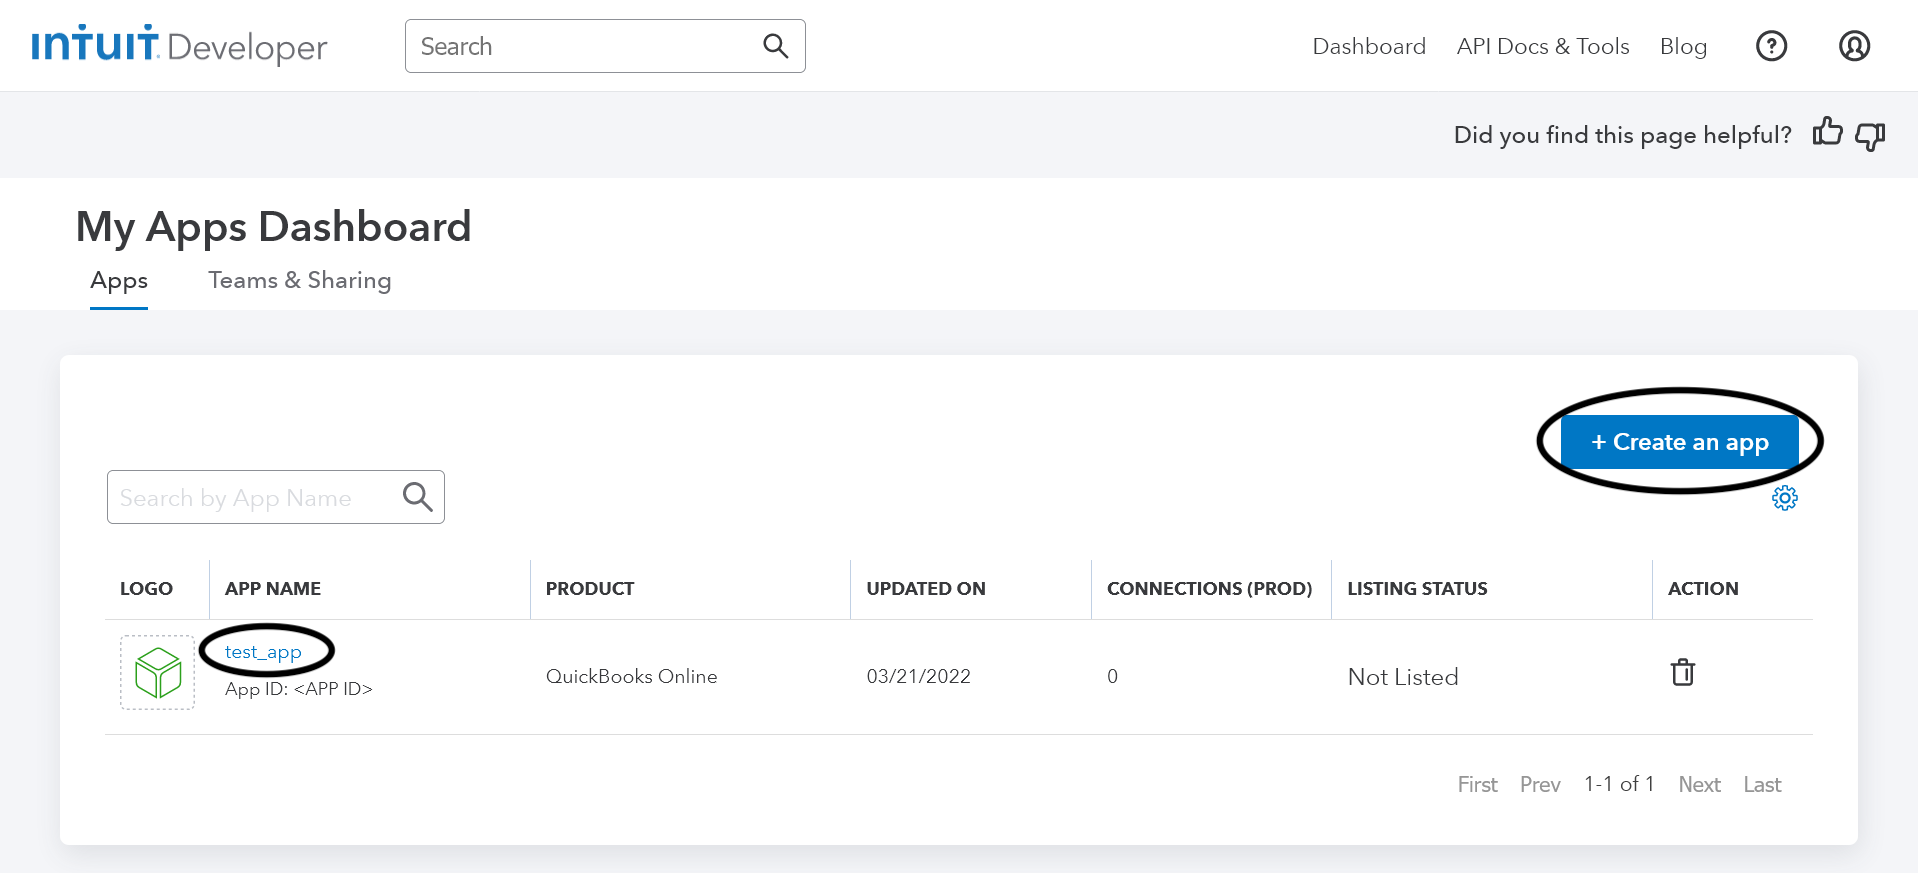 intuit Developer
Search
Dashboard API Docs & Tools Blog
Did you find this page helpful?
My Apps Dashboard
Apps Teams & Sharing
+ Create an app
Search by App Name
LOGO APP NAME PRODUCT UPDATED ON CONNECTIONS (PROD) LISTING STATUS ACTION
test_app
App ID: <APP ID>
QuickBooks Online 03/21/2022 0 Not Listed
First Prev 1-1 of 1 Next Last